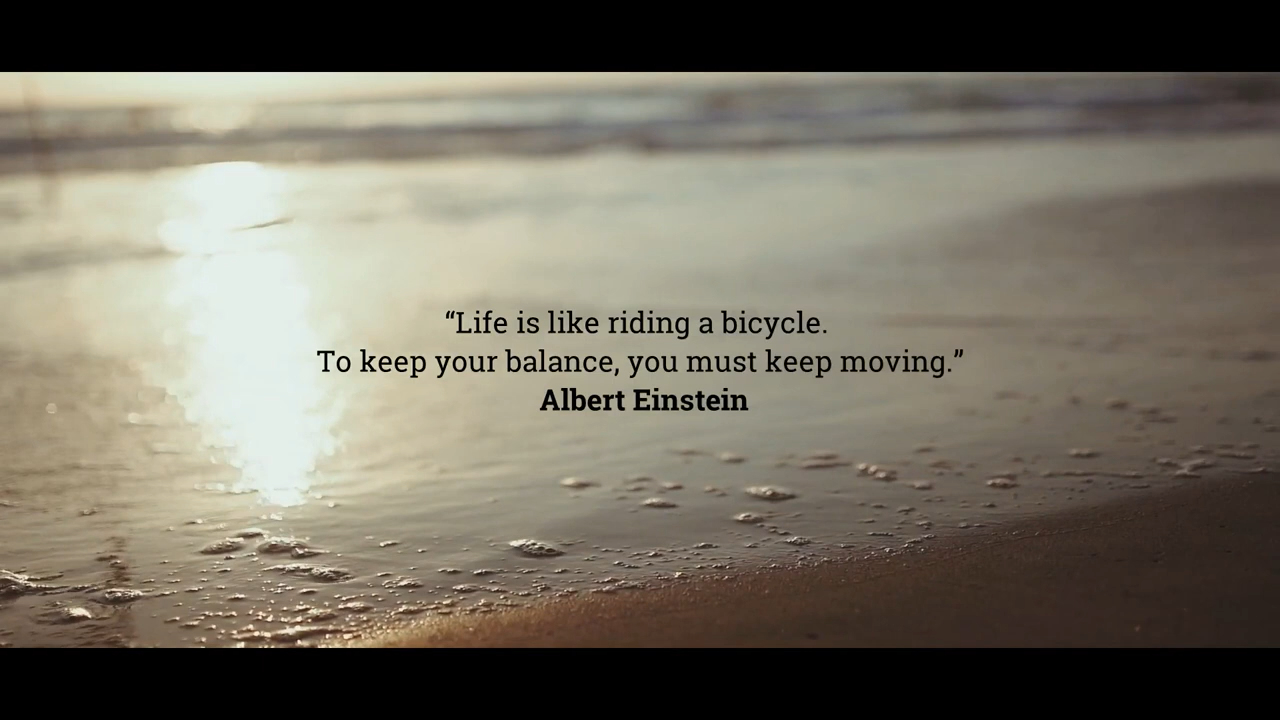 “Life is like riding a bicycle.
To keep your balance, you must keep moving.”
Albert Einstein